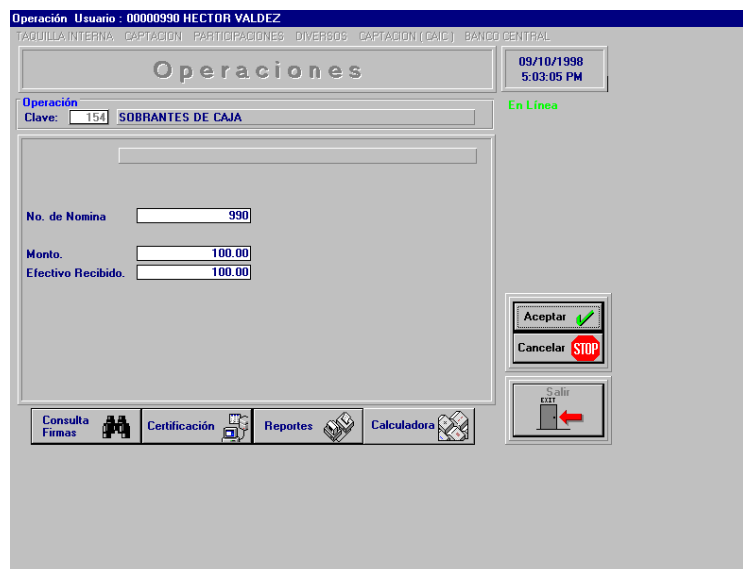 Operación Usuario : 00000990 HECTOR VALDEZ
TAQUILLA INTERNA CAPTACION PARTICIPACIONES DIVERSOS CAPTACION ( CAIC ) BANCO CENTRAL
Operaciones
09/10/1998
5:03:05 PM
Operación
Clave: 154 SOBRANTES DE CAJA
En Línea
No. de Nomina 990
Monto. 100.00
Efectivo Recibido. 100.00
Aceptar
Cancelar STOP
Salir
EXIT
Consulta Firmas
Certificación
Reportes
Calculadora